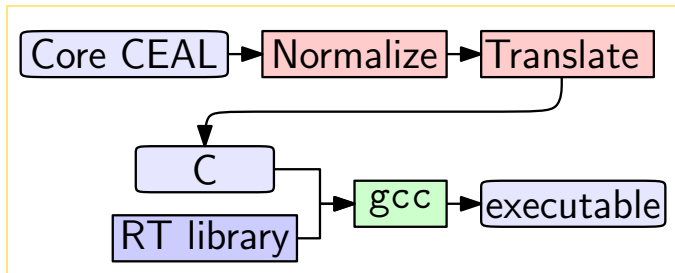 Core CEAL
Normalize
Translate
C
gcc
executable
RT library